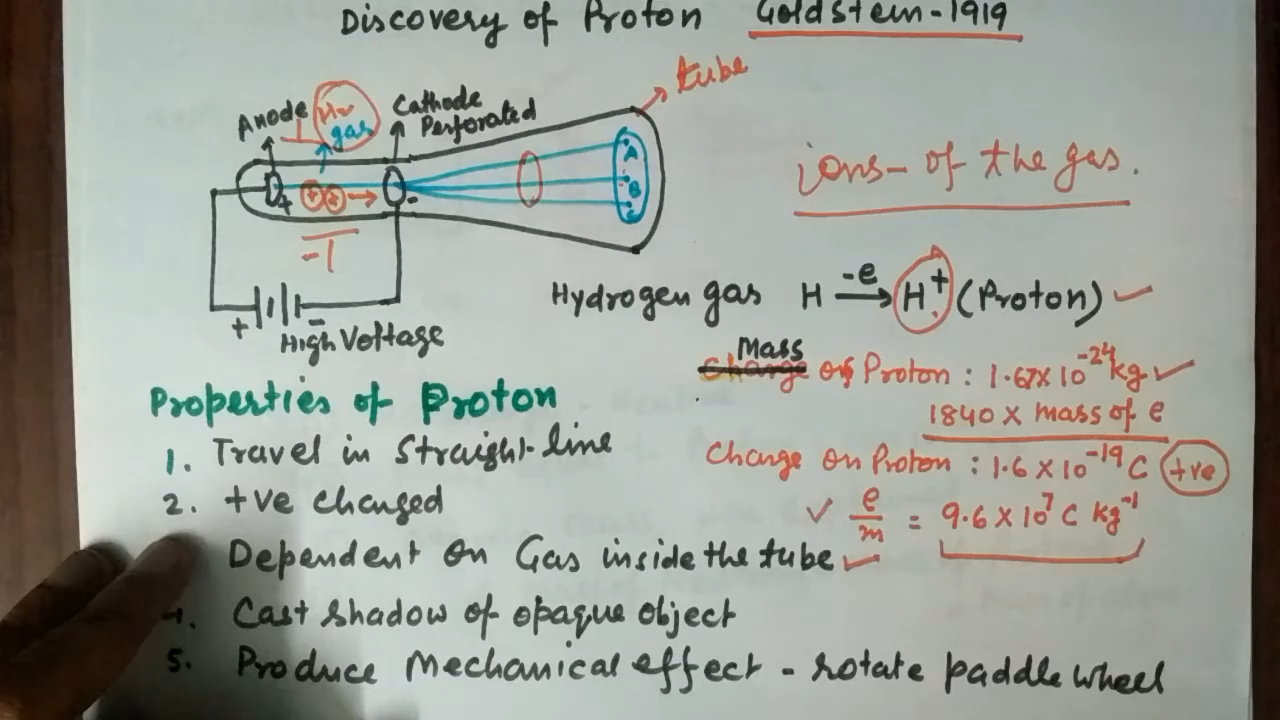 Discovery of Proton Goldstein-1919
tube
Anode
gas
Cathode
Perforated
+
-
A
B
C
ions- of the gas.
+ -
High Voltage
Hydrogen gas H -e → H+ (Proton) ✓
Mass
Charge of Proton : 1.67x10-24 kg ✓
1840 x mass of e
Charge on Proton : 1.6 x 10-19 C +ve
✓ e/m = 9.6 x 107 C kg-1
Properties of Proton
1. Travel in Straight-line
2. +ve charged
Dependent on Gas inside the tube ✓
4. Cast shadow of opaque object
5. Produce Mechanical effect - rotate paddle wheel